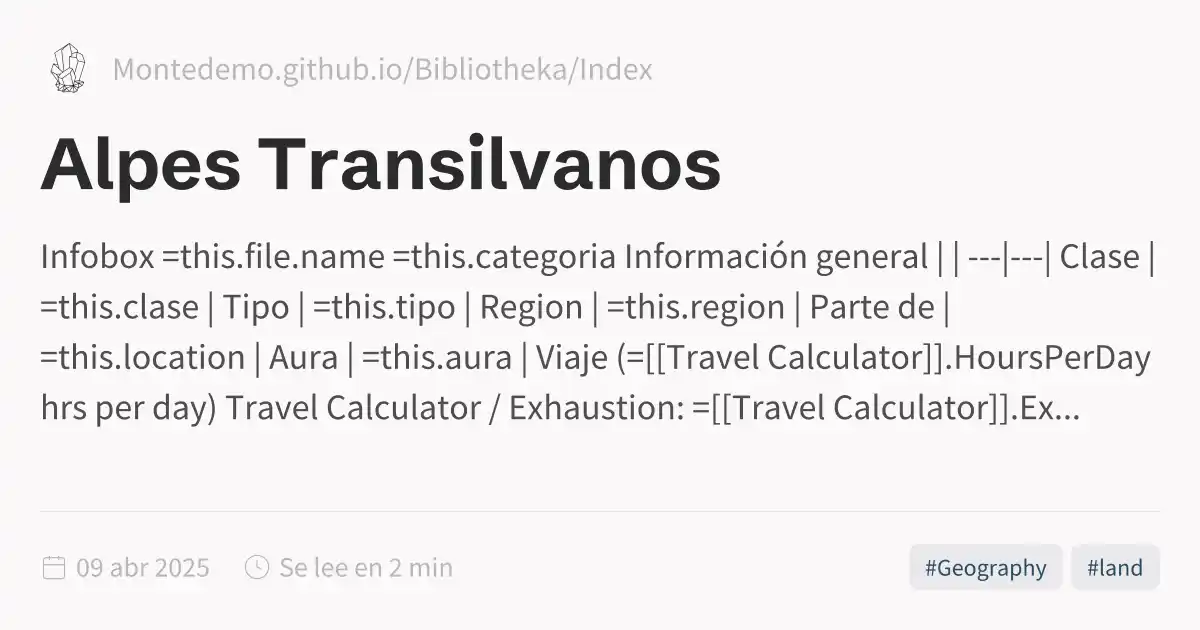 Montedemo.github.io/Bibliotheka/Index
Alpes Transilvanos
Infobox =this.file.name =this.categoria Información general | | ---|---| Clase |
=this.clase | Tipo | =this.tipo | Region | =this.region | Parte de |
=this.location | Aura | =this.aura | Viaje (=[[Travel Calculator]].HoursPerDay
hrs per day) Travel Calculator / Exhaustion: =[[Travel Calculator]].Ex...
09 abr 2025 Se lee en 2 min #Geography #land